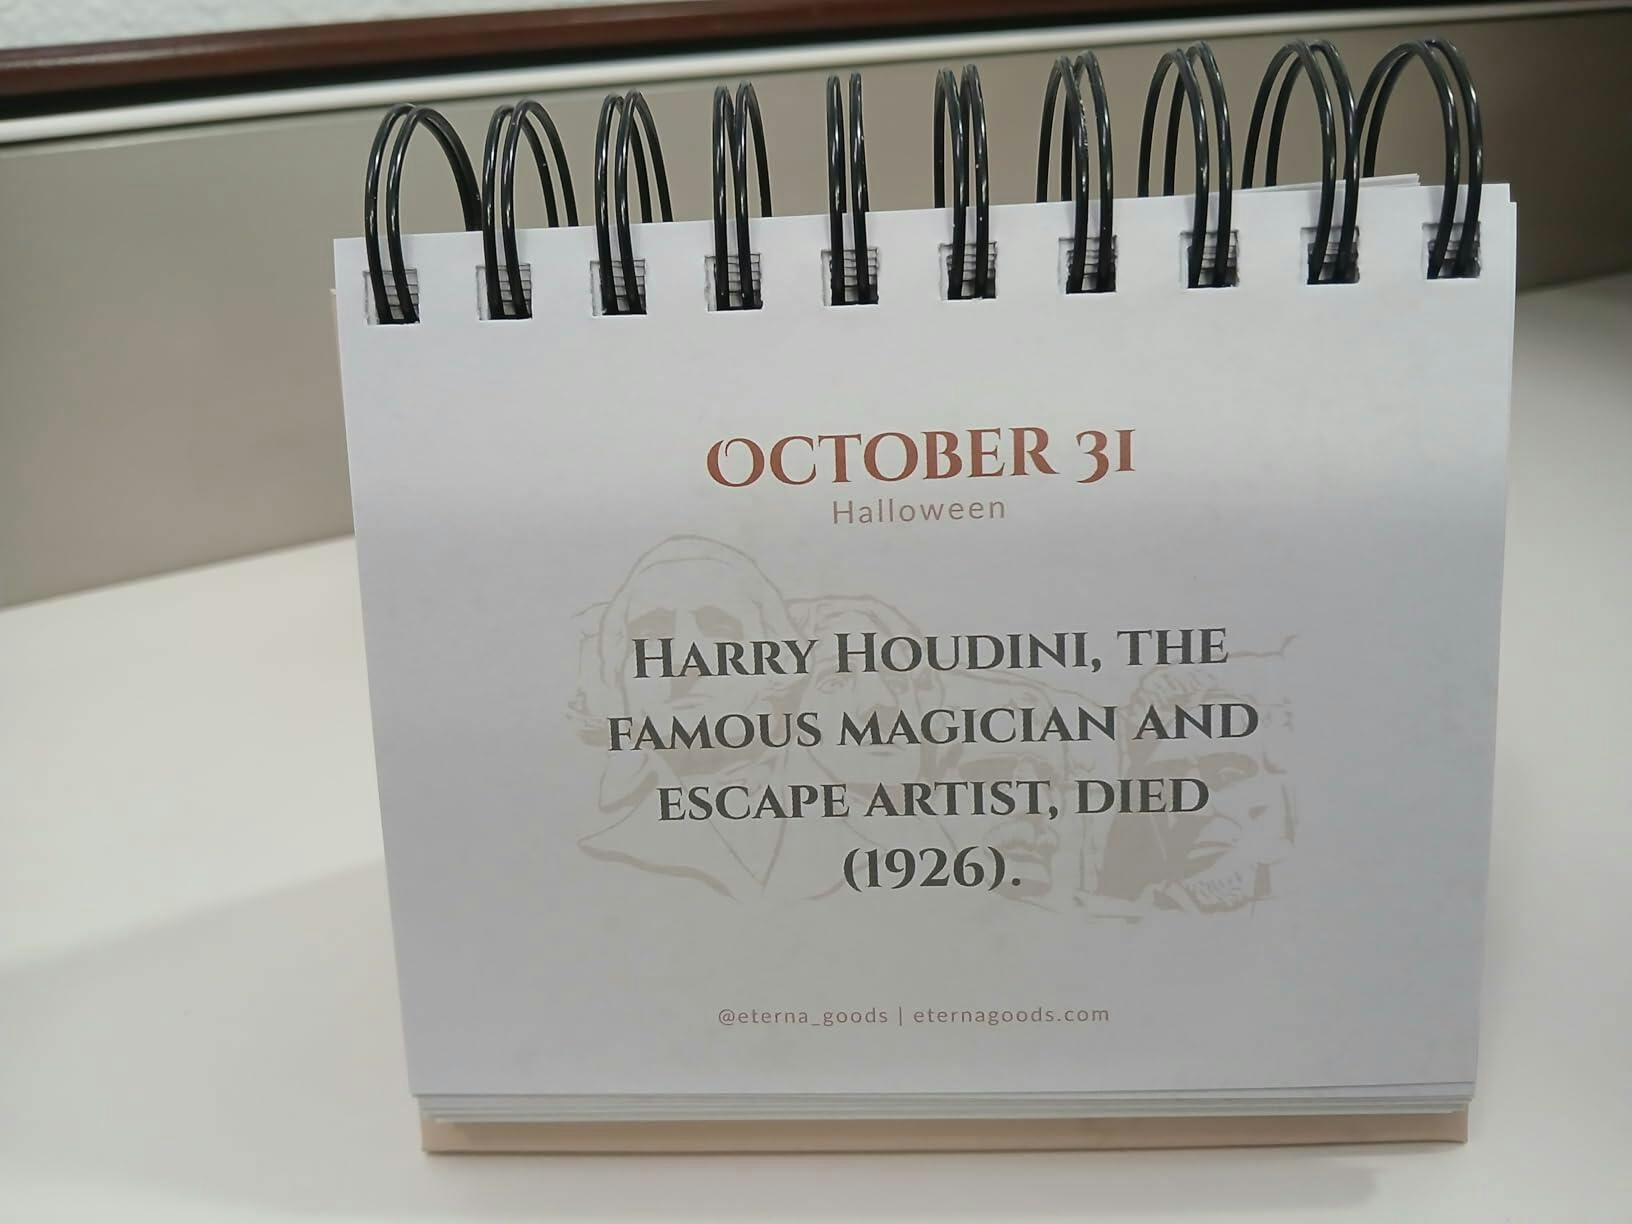 OCTOBER 31
Halloween
HARRY HOUDINI, THE
FAMOUS MAGICIAN AND
ESCAPE ARTIST, DIED
(1926).
@eterna_goods | eternagoods.com